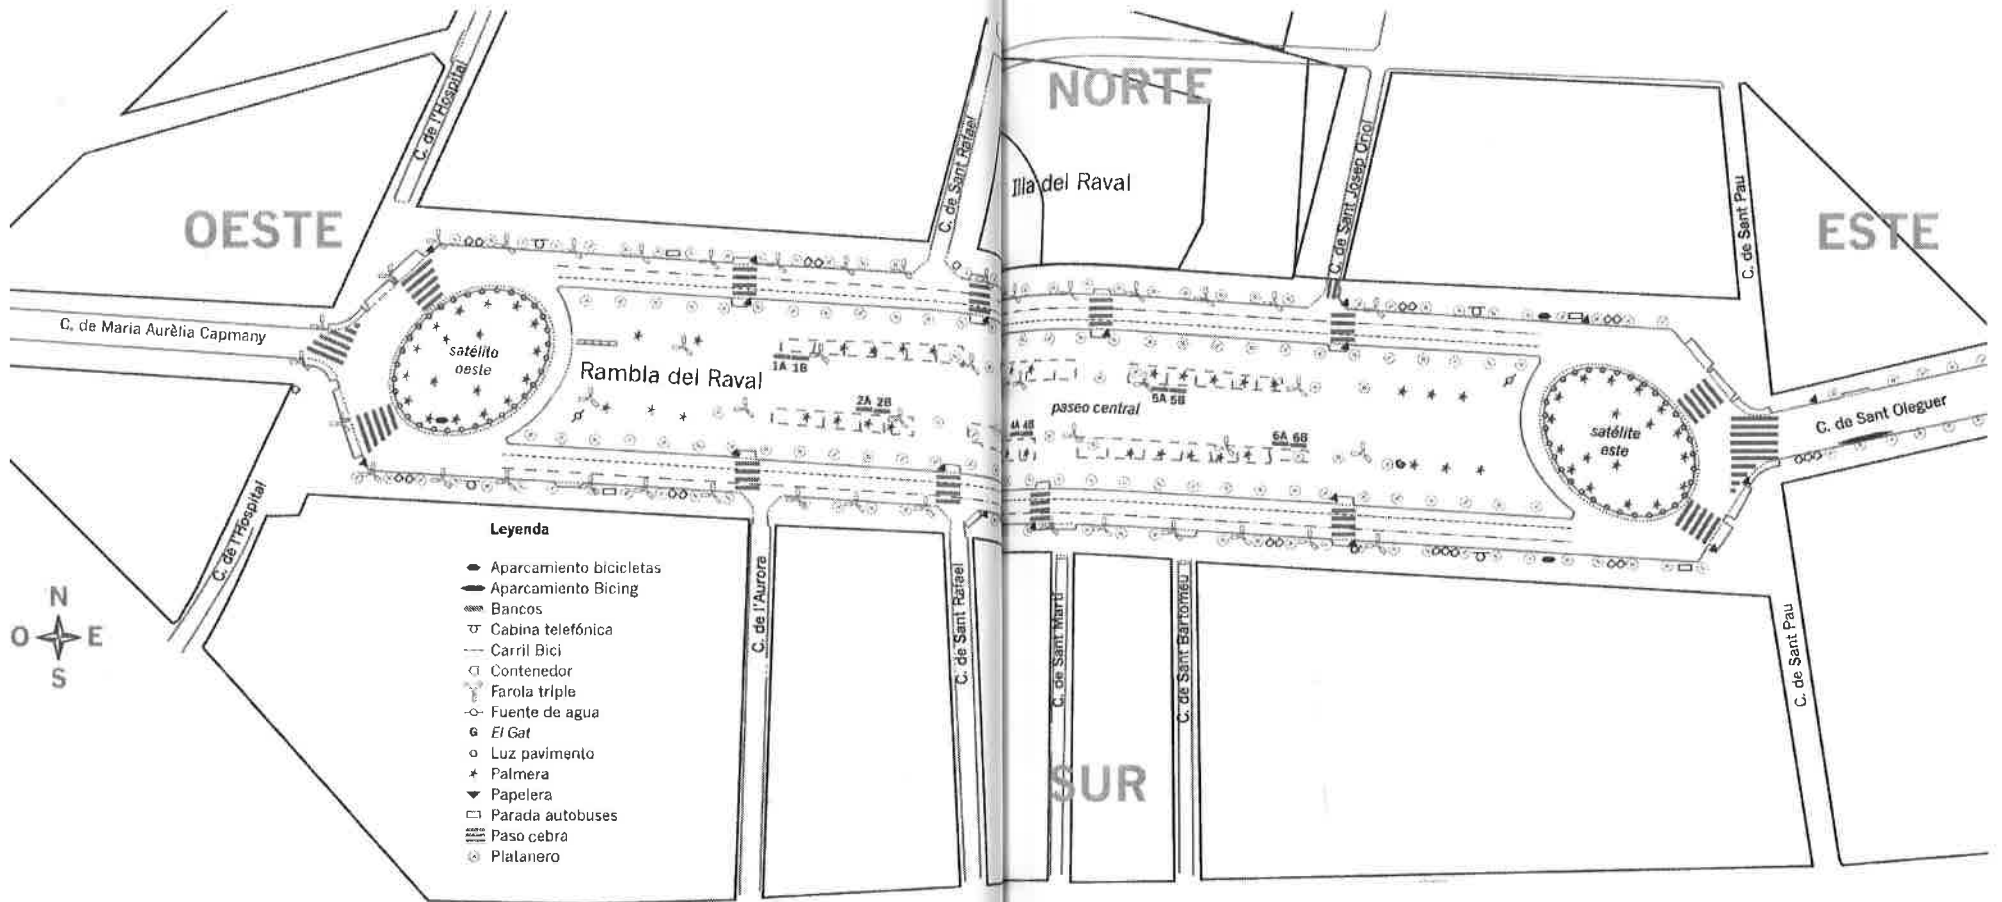 NORTE
OESTE
ESTE
SUR
C. de l'Hospital
C. de Sant Rafael
Illa del Raval
C. de Sant Josep Oriol
C. de Sant Pau
C. de Maria Aurèlia Capmany
satélite
oeste
Rambla del Raval
1A 1B
2A 2B
4A 4B
5A 5B
6A 6B
paseo central
satélite
este
C. de Sant Oleguer
C. de l'Hospital
C. de l'Aurora
C. de Sant Rafael
C. de Sant Martí
C. de Sant Bartomeu
C. de Sant Pau
N
O E
S
Leyenda
Aparcamiento bicicletas
Aparcamiento Bicing
Bancos
Cabina telefónica
Carril Bici
Contenedor
Farola triple
Fuente de agua
G El Gat
Luz pavimento
Palmera
Papelera
Parada autobuses
Paso cebra
Platanero